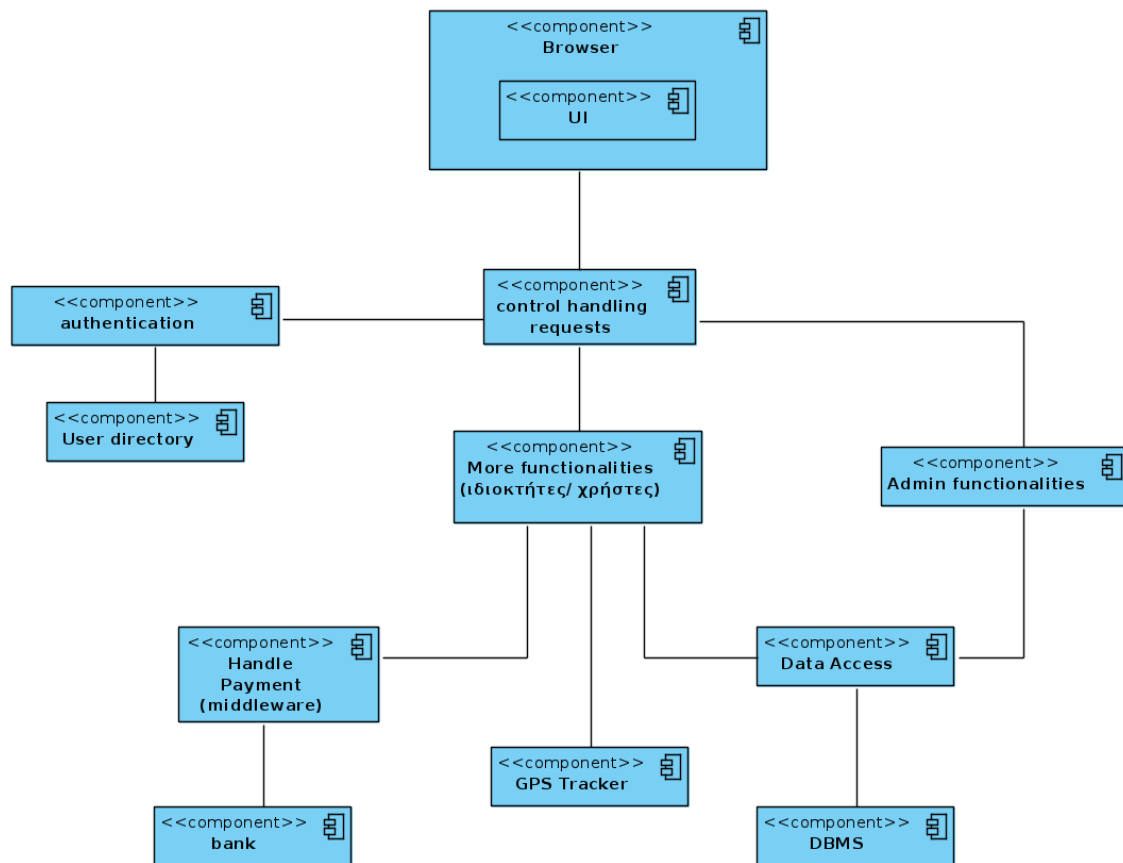 <<component>>
Browser
<<component>>
UI
<<component>>
control handling
requests
<<component>>
authentication
<<component>>
User directory
<<component>>
More functionalities
(ιδιοκτήτες/ χρήστες)
<<component>>
Admin functionalities
<<component>>
Handle
Payment
(middleware)
<<component>>
Data Access
<<component>>
GPS Tracker
<<component>>
bank
<<component>>
DBMS